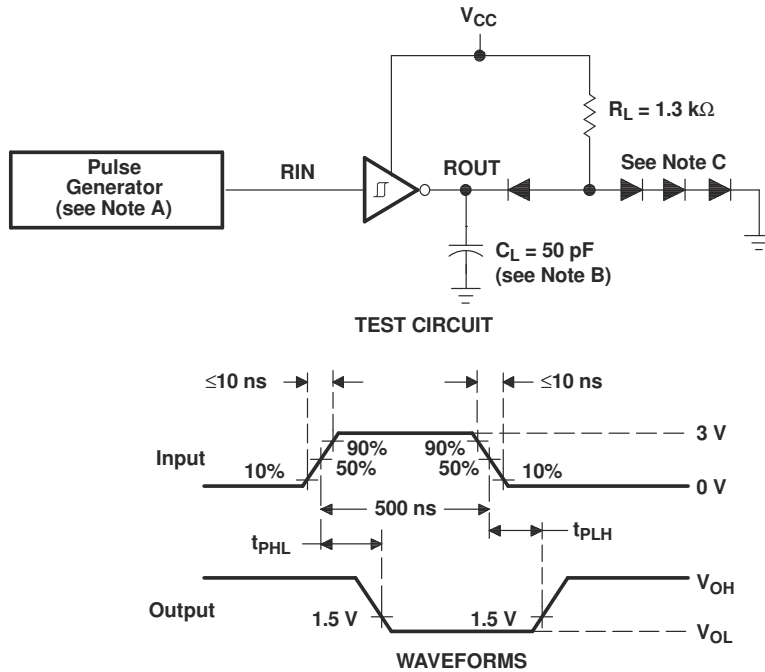 VCC
RL = 1.3 kΩ
Pulse
Generator
(see Note A)
RIN
ROUT
See Note C
CL = 50 pF
(see Note B)
TEST CIRCUIT
≤10 ns
≤10 ns
Input
10%
90%
50%
90%
50%
10%
3 V
0 V
500 ns
tPHL
tPLH
Output
1.5 V
1.5 V
VOH
VOL
WAVEFORMS